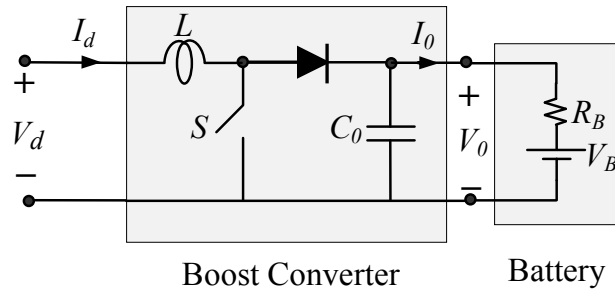 I_d
L
I_0
+
S
C_0
+
R_B
V_d
V_0
V_B
−
−
Boost Converter
Battery